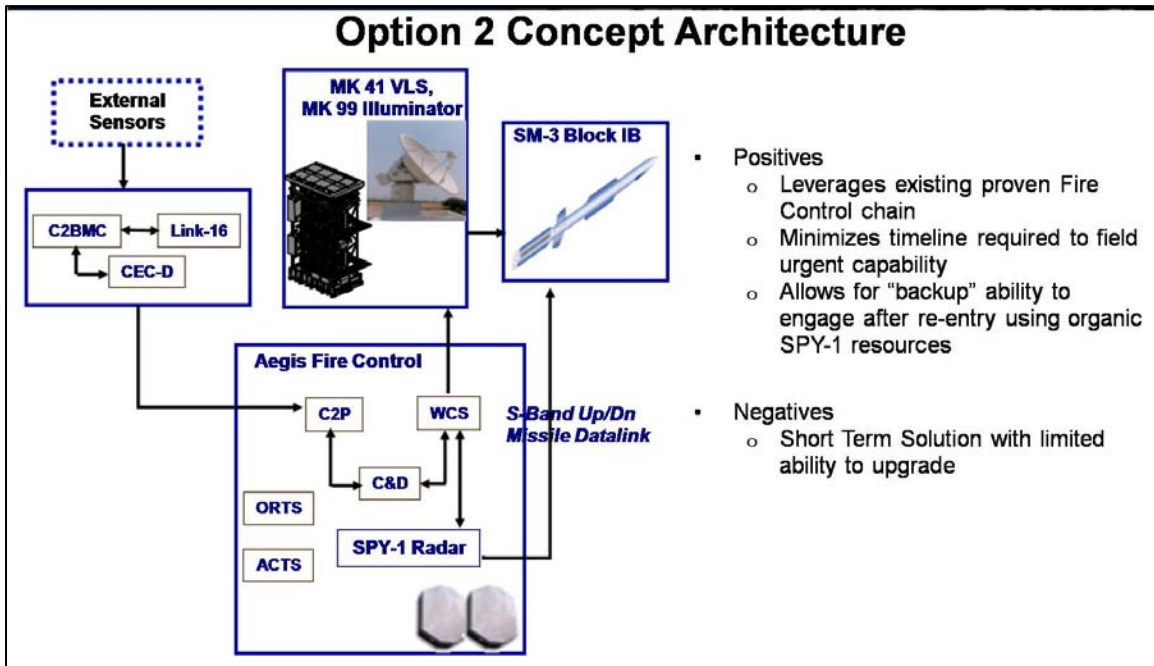 Option 2 Concept Architecture
External
Sensors
C2BMC
Link-16
CEC-D
MK 41 VLS,
MK 99 Illuminator
SM-3 Block IB
Aegis Fire Control
C2P
WCS
C&D
ORTS
ACTS
SPY-1 Radar
S-Band Up/Dn
Missile Datalink
▪ Positives
o Leverages existing proven Fire
Control chain
o Minimizes timeline required to field
urgent capability
o Allows for “backup” ability to
engage after re-entry using organic
SPY-1 resources
▪ Negatives
o Short Term Solution with limited
ability to upgrade